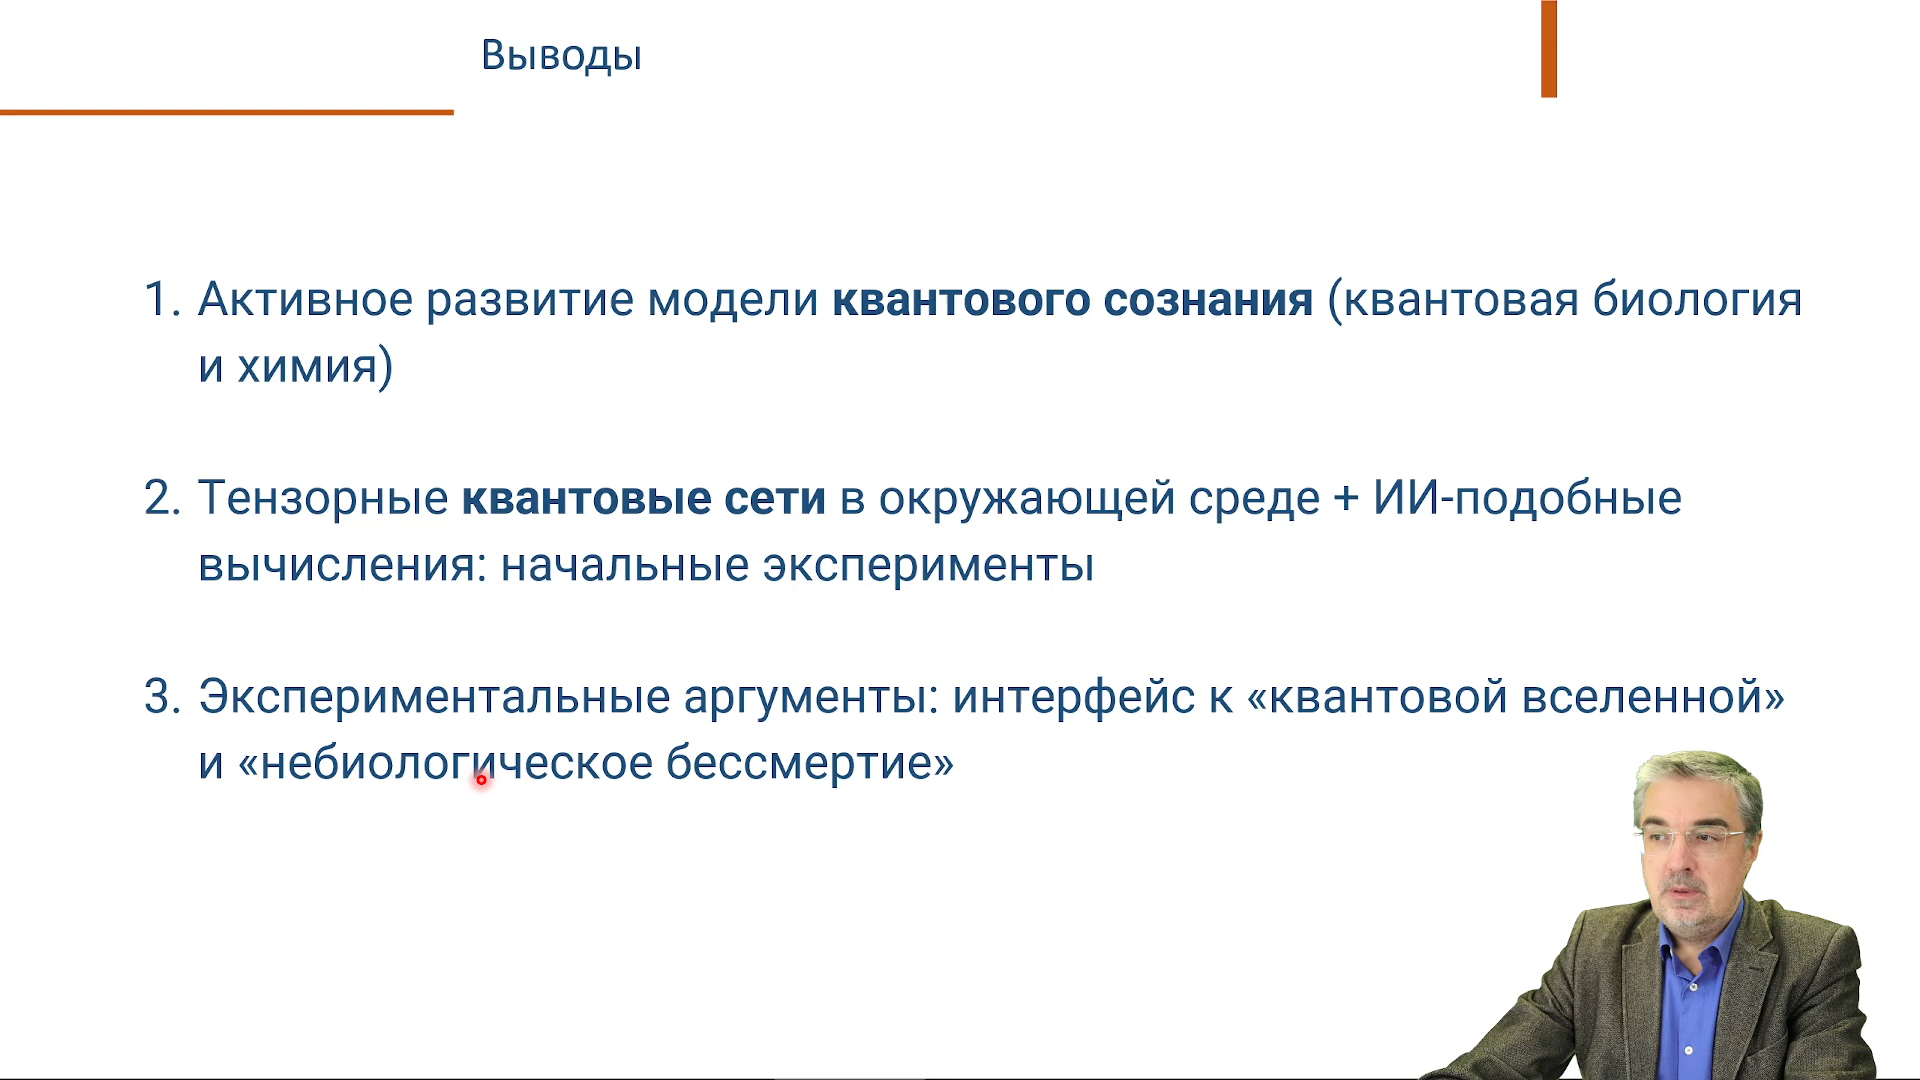 Выводы
1. Активное развитие модели квантового сознания (квантовая биология
и химия)
2. Тензорные квантовые сети в окружающей среде + ИИ-подобные
вычисления: начальные эксперименты
3. Экспериментальные аргументы: интерфейс к «квантовой вселенной»
и «небиологическое бессмертие»